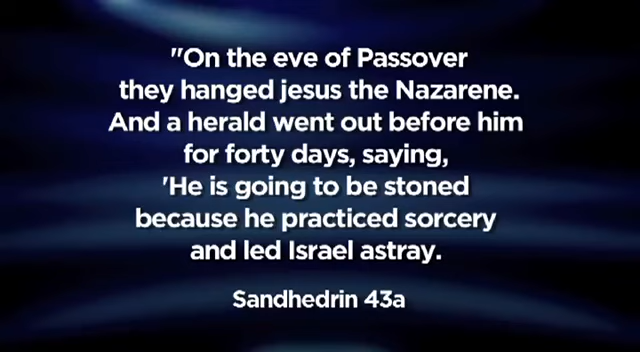 "On the eve of Passover
they hanged jesus the Nazarene.
And a herald went out before him
for forty days, saying,
'He is going to be stoned
because he practiced sorcery
and led Israel astray.
Sandhedrin 43a